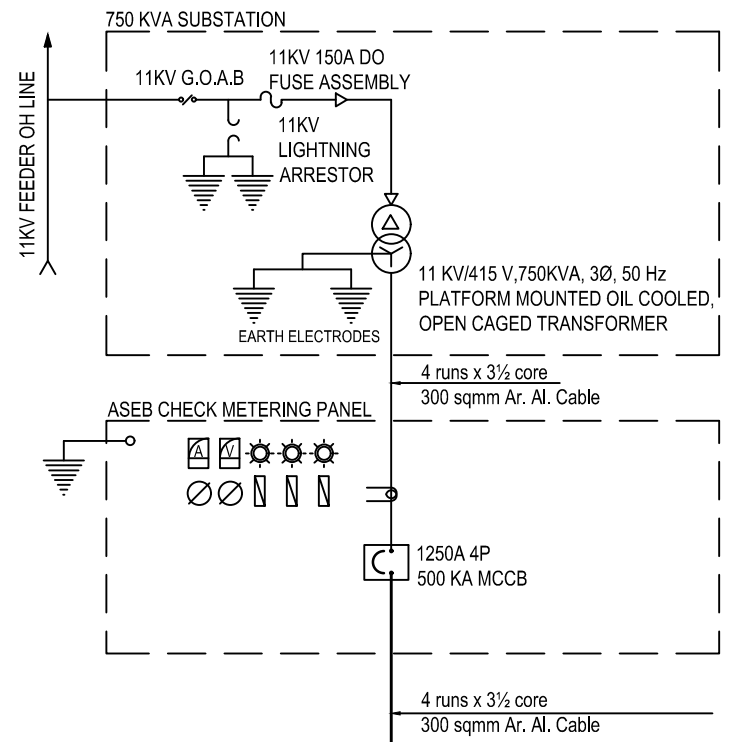 750 KVA SUBSTATION
11KV 150A DO
FUSE ASSEMBLY
11KV G.O.A.B
11KV
LIGHTNING
ARRESTOR
11KV FEEDER OH LINE
11 KV/415 V,750KVA, 3Ø, 50 Hz
PLATFORM MOUNTED OIL COOLED,
OPEN CAGED TRANSFORMER
EARTH ELECTRODES
4 runs x 3½ core
300 sqmm Ar. Al. Cable
ASEB CHECK METERING PANEL
A V
1250A 4P
500 KA MCCB
4 runs x 3½ core
300 sqmm Ar. Al. Cable